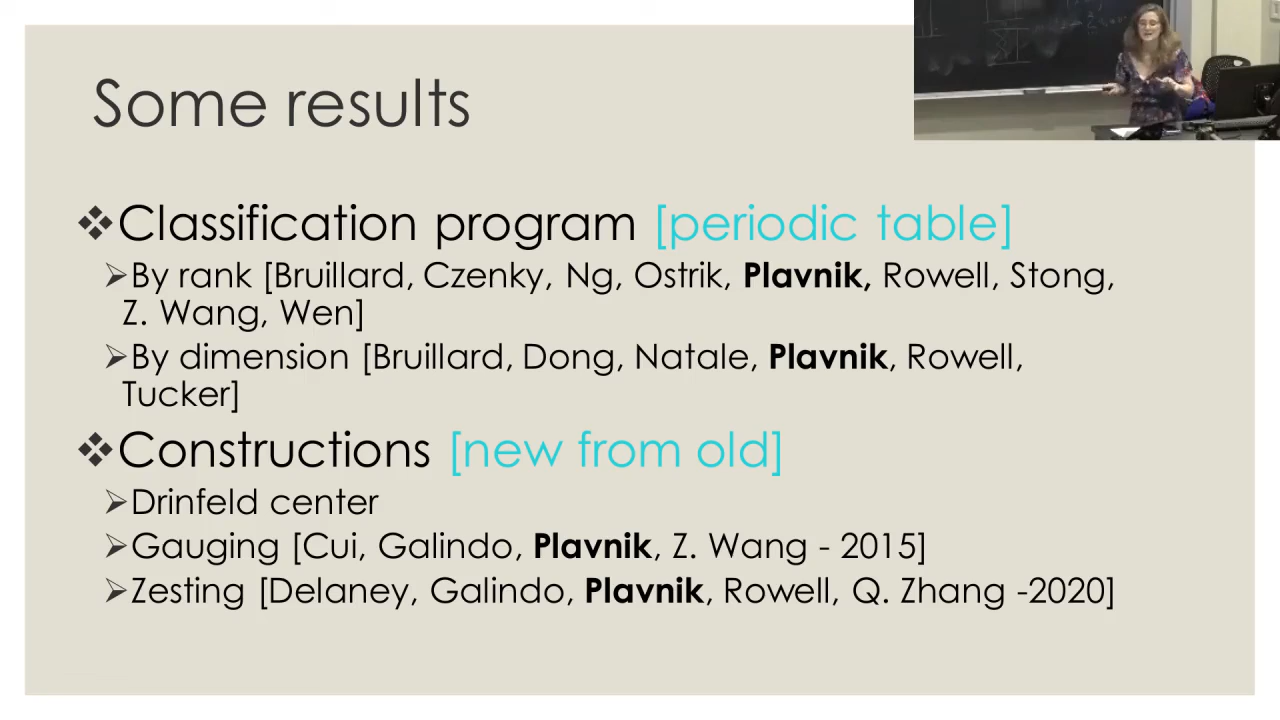 Some results
❖Classification program [periodic table]
➢By rank [Bruillard, Czenky, Ng, Ostrik, Plavnik, Rowell, Stong,
Z. Wang, Wen]
➢By dimension [Bruillard, Dong, Natale, Plavnik, Rowell,
Tucker]
❖Constructions [new from old]
➢Drinfeld center
➢Gauging [Cui, Galindo, Plavnik, Z. Wang - 2015]
➢Zesting [Delaney, Galindo, Plavnik, Rowell, Q. Zhang -2020]